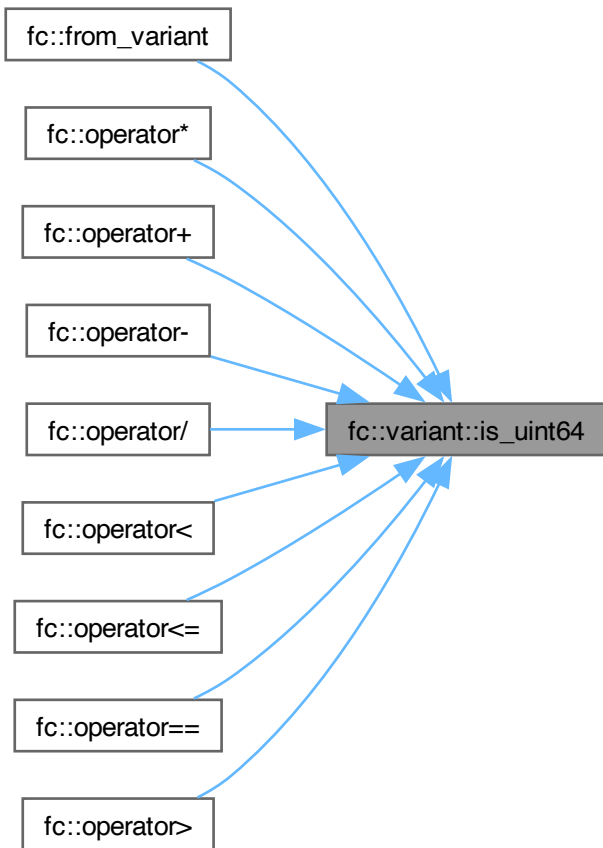 fc::from_variant
fc::operator*
fc::operator+
fc::operator-
fc::operator/
fc::variant::is_uint64
fc::operator<
fc::operator<=
fc::operator==
fc::operator>